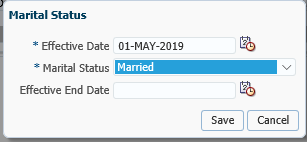 Marital Status
* Effective Date 01-MAY-2019
* Marital Status Married
Effective End Date
Save Cancel